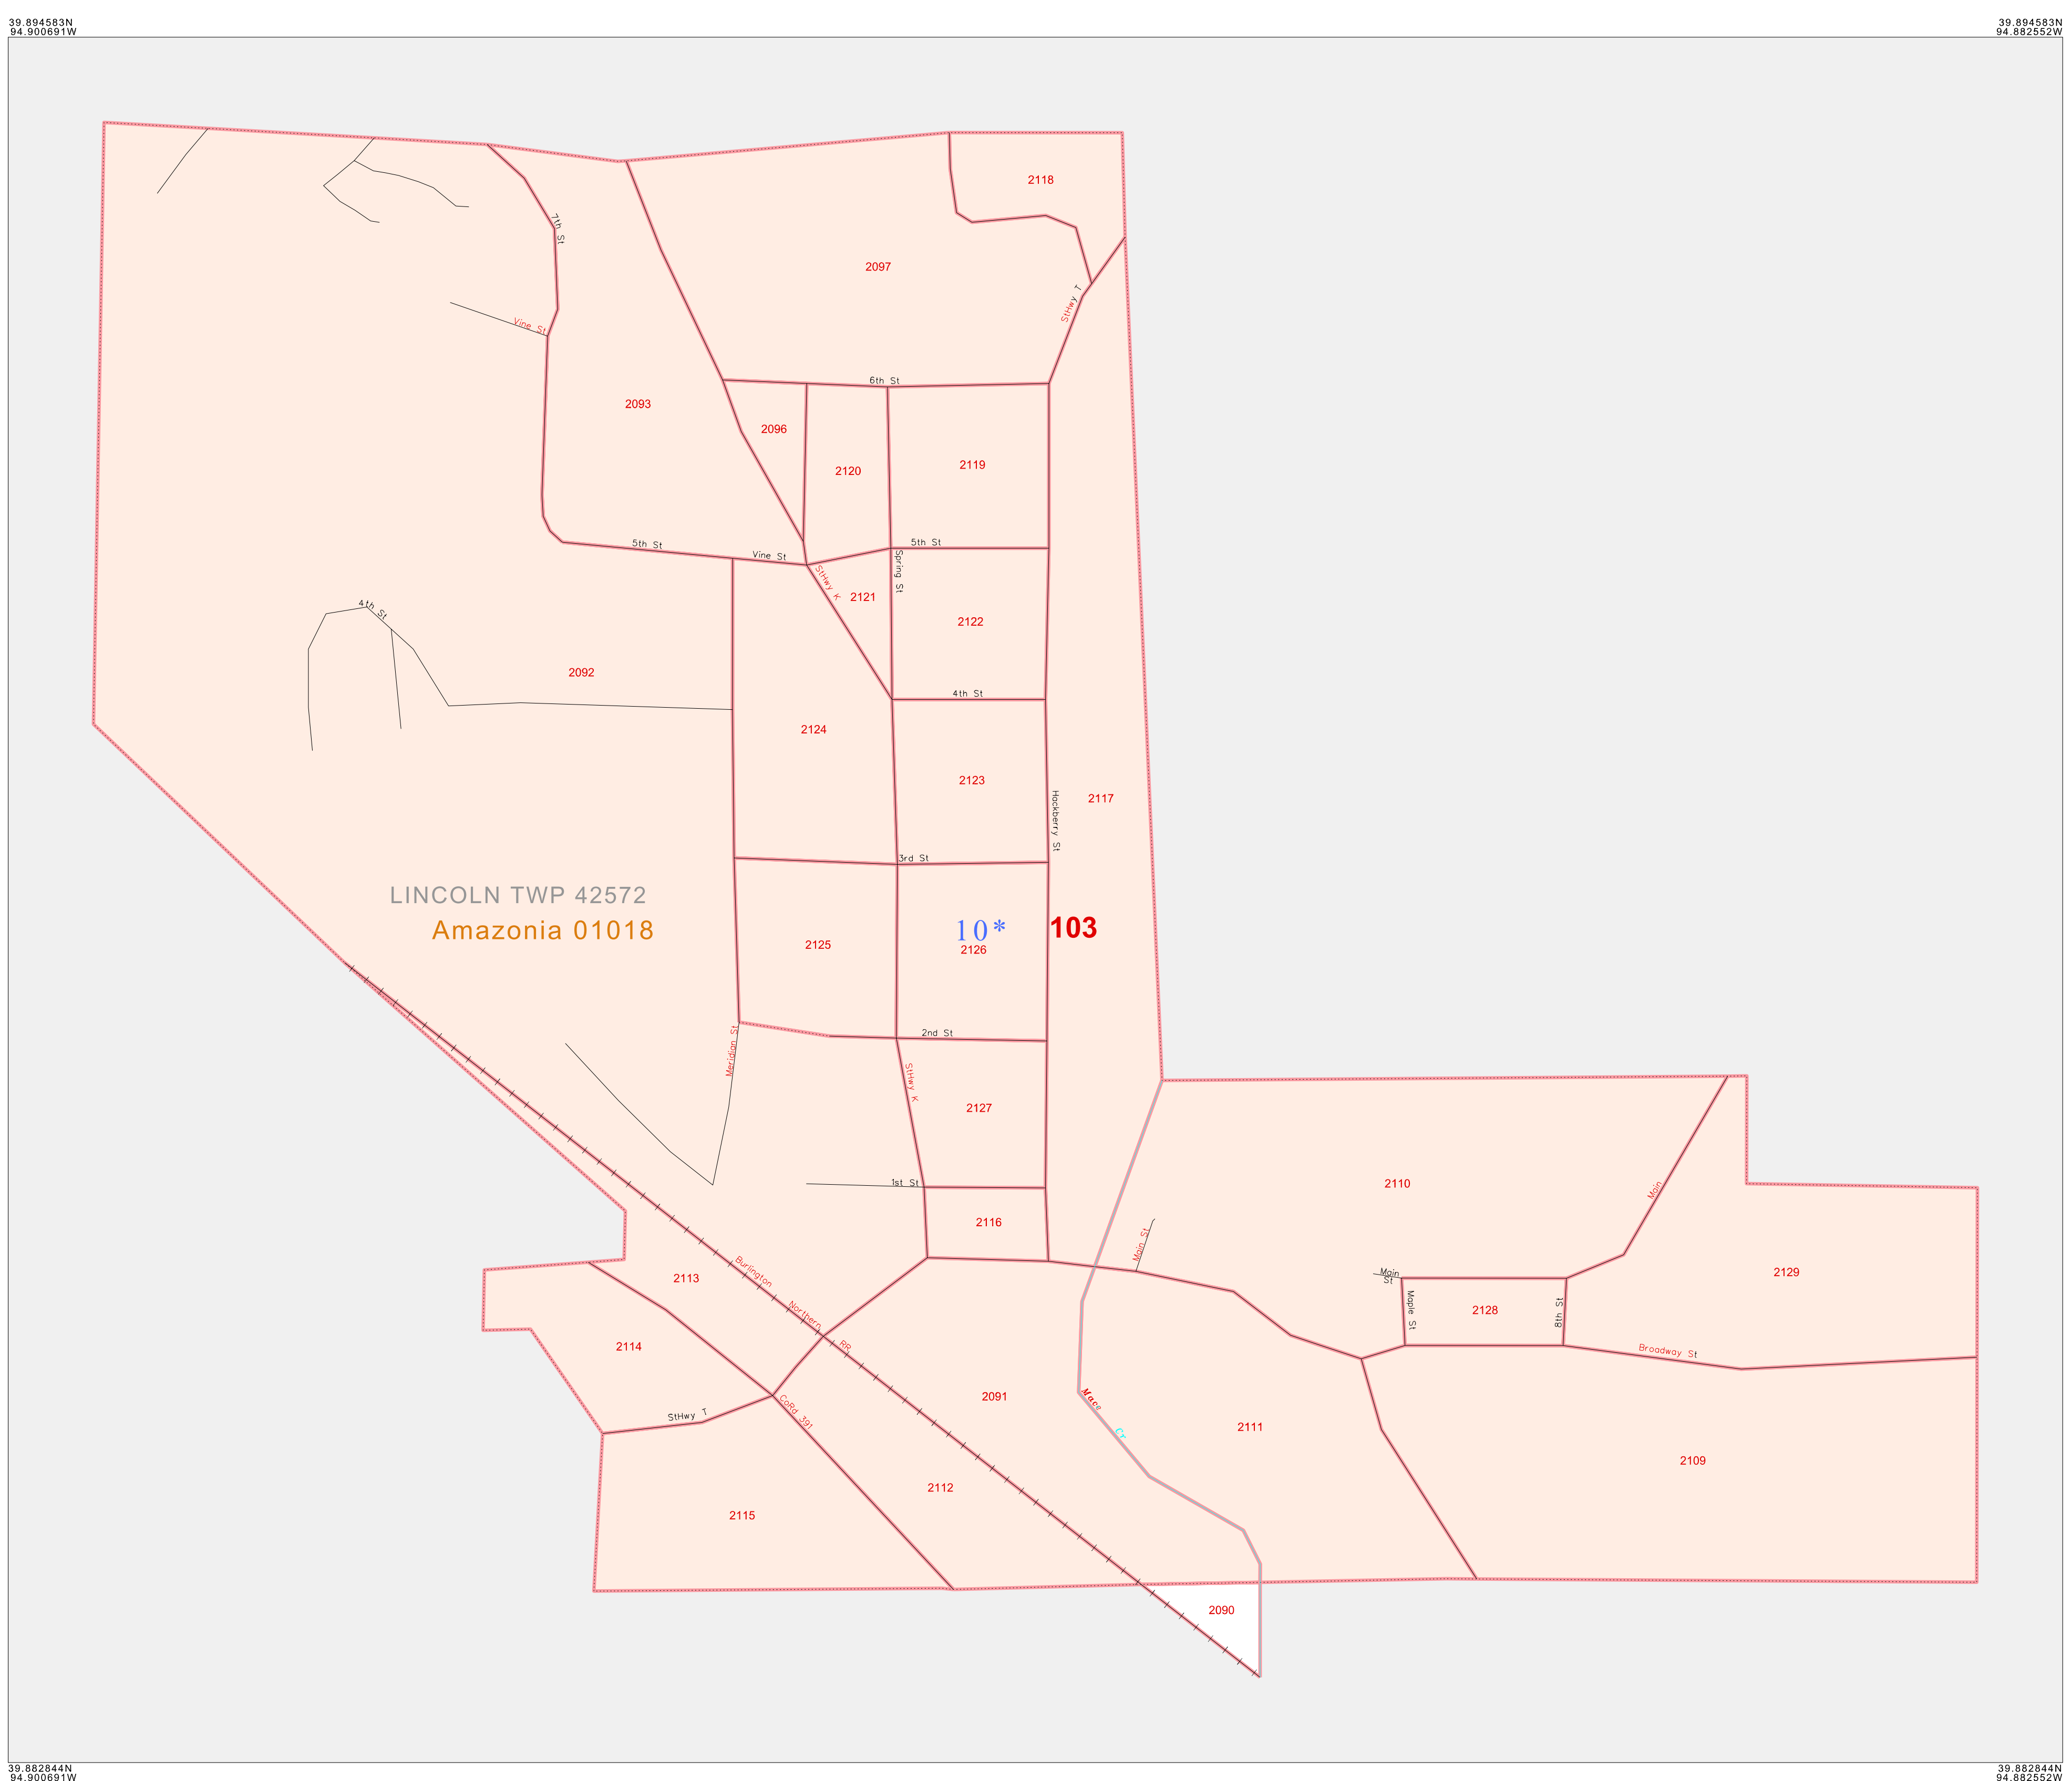 39.894583N
94.900691W
39.894583N
94.882552W
2118
7th St
2097
StHwy T
Vine St
6th St
2093
2096
2120
2119
5th St
Vine St
5th St
StHwy K
Spring St
2121
4th St
2122
2092
4th St
2124
2123
Hackberry St
2117
3rd St
LINCOLN TWP 42572
Amazonia 01018
10*
103
2125
2126
Meridian St
2nd St
StHwy K
2127
1st St
2110
Main
2116
Main St
2113
Burlington
Northern
RR
Main
St
2129
Maple St
2128
8th St
2114
Broadway St
2091
Mace
Cr
StHwy T
CoRd 391
2111
2109
2112
2115
2090
39.882844N
94.900691W
39.882844N
94.882552W